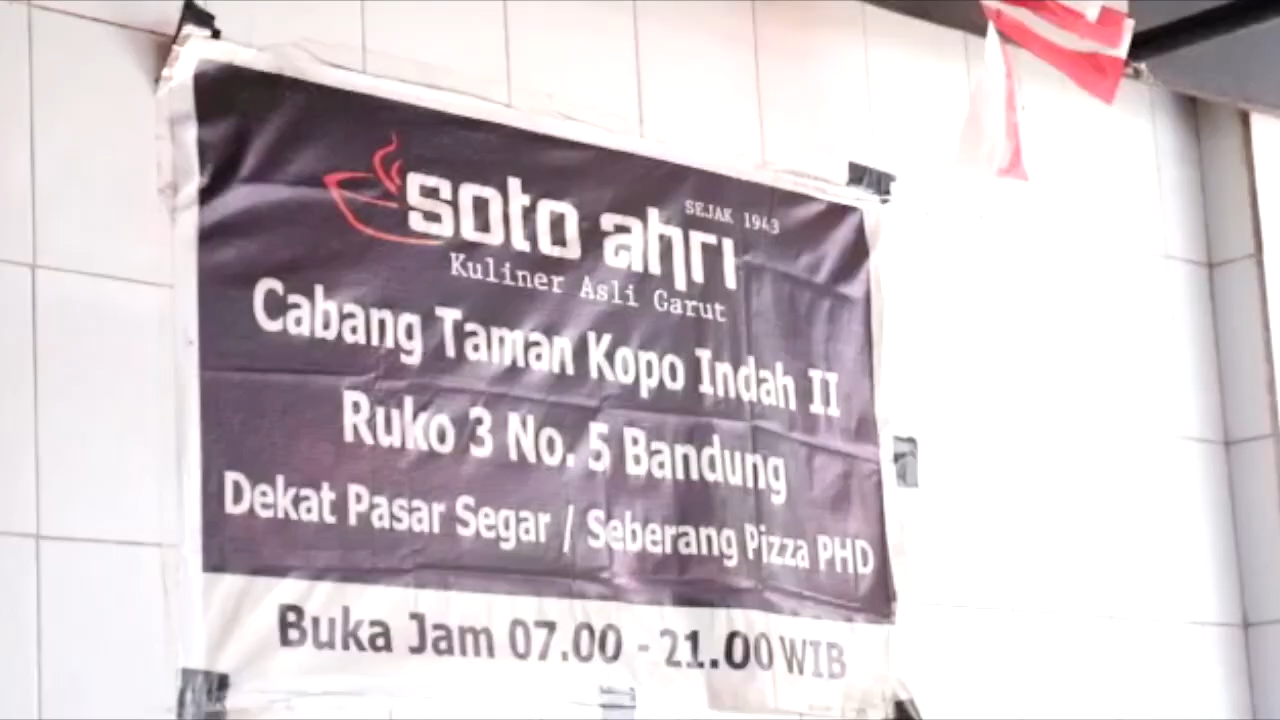 soto ahri
SEJAK 1943
Kuliner Asli Garut
Cabang Taman Kopo Indah II
Ruko 3 No. 5 Bandung
Dekat Pasar Segar / Seberang Pizza PHD
Buka Jam 07.00 - 21.00 WIB